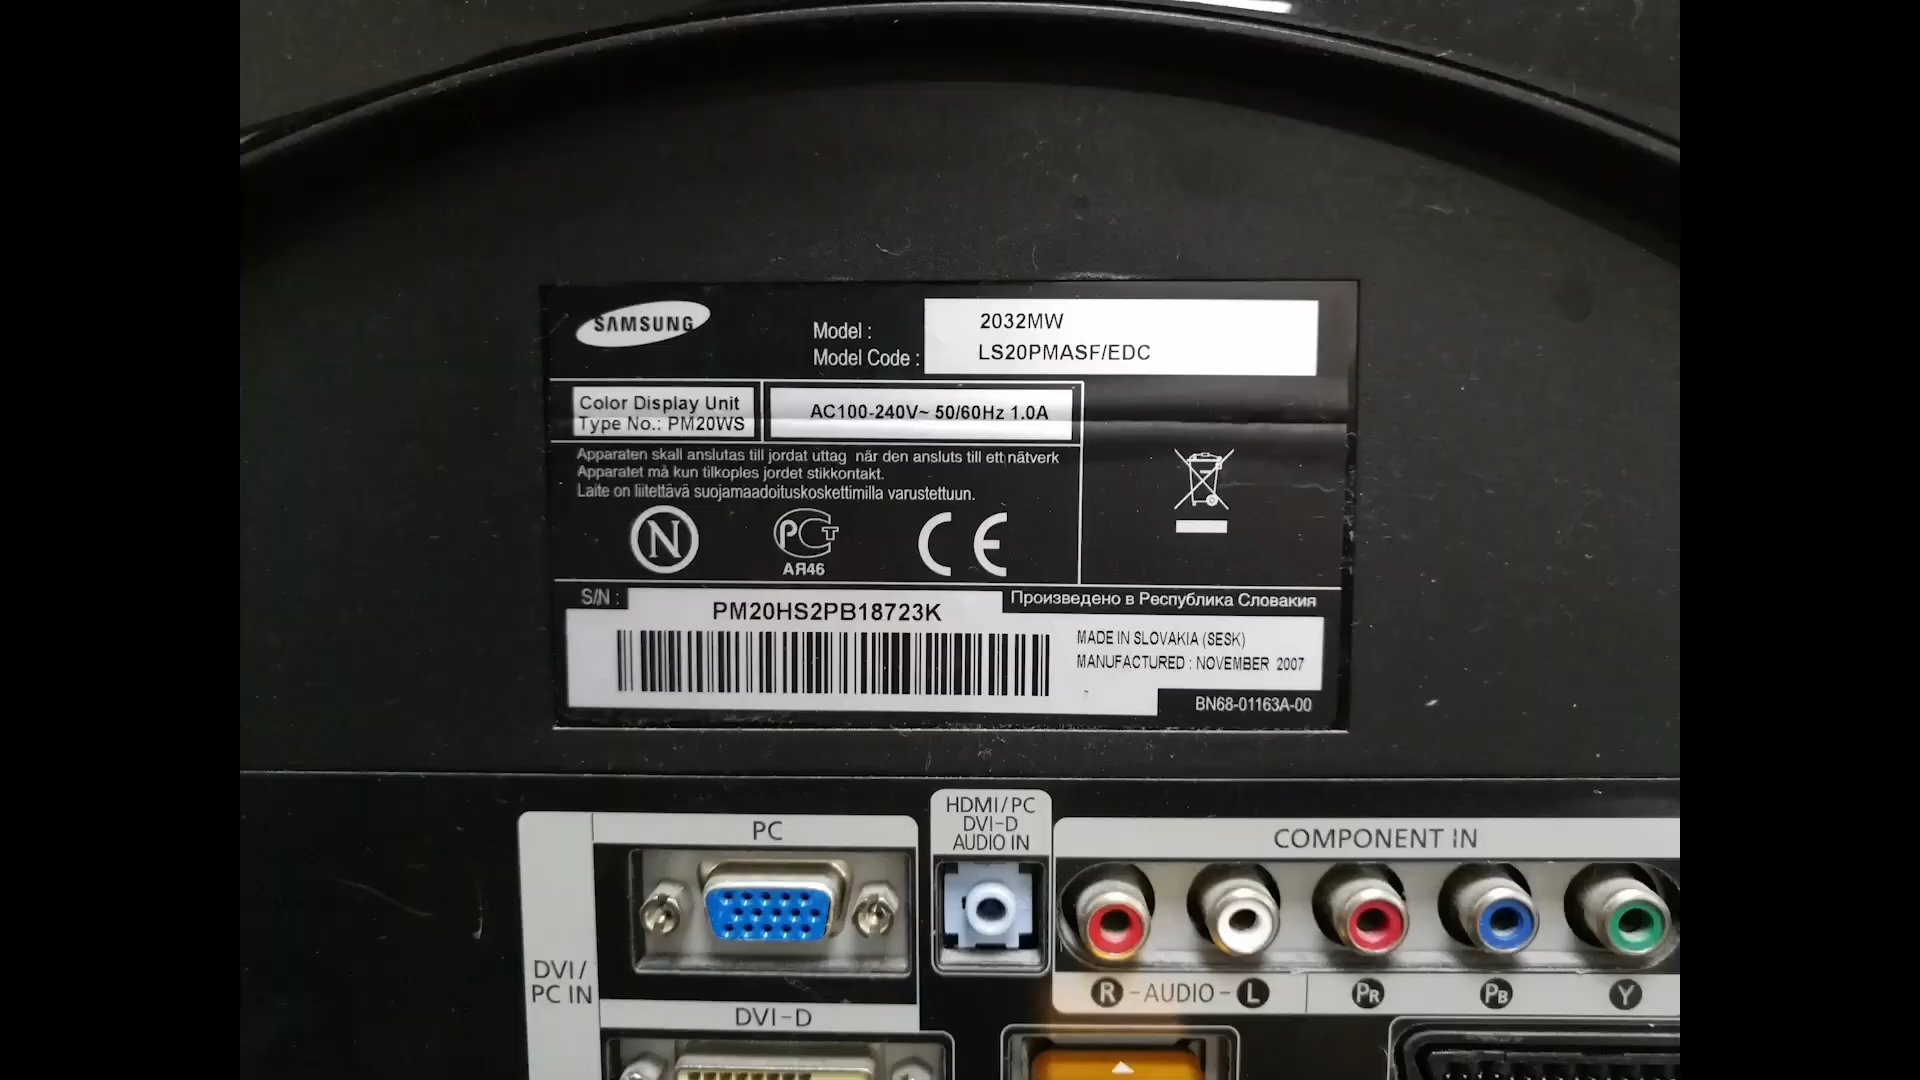 SAMSUNG
Model :
2032MW
Model Code :
LS20PMASF/EDC
Color Display Unit
Type No.: PM20WS
AC100-240V~ 50/60Hz 1.0A
Apparaten skall anslutas till jordat uttag när den ansluts till ett nätverk
Apparatet må kun tilkoples jordet stikkontakt.
Laite on liitettävä suojamaadoituskoskettimilla varustettuun.
N
РСТ
АЯ46
CE
S/N :
PM20HS2PB18723K
Произведено в Республика Словакия
MADE IN SLOVAKIA (SESK)
MANUFACTURED : NOVEMBER 2007
BN68-01163A-00
PC
HDMI/PC
DVI-D
AUDIO IN
COMPONENT IN
DVI/
PC IN
R-AUDIO-L
PR
PB
Y
DVI-D